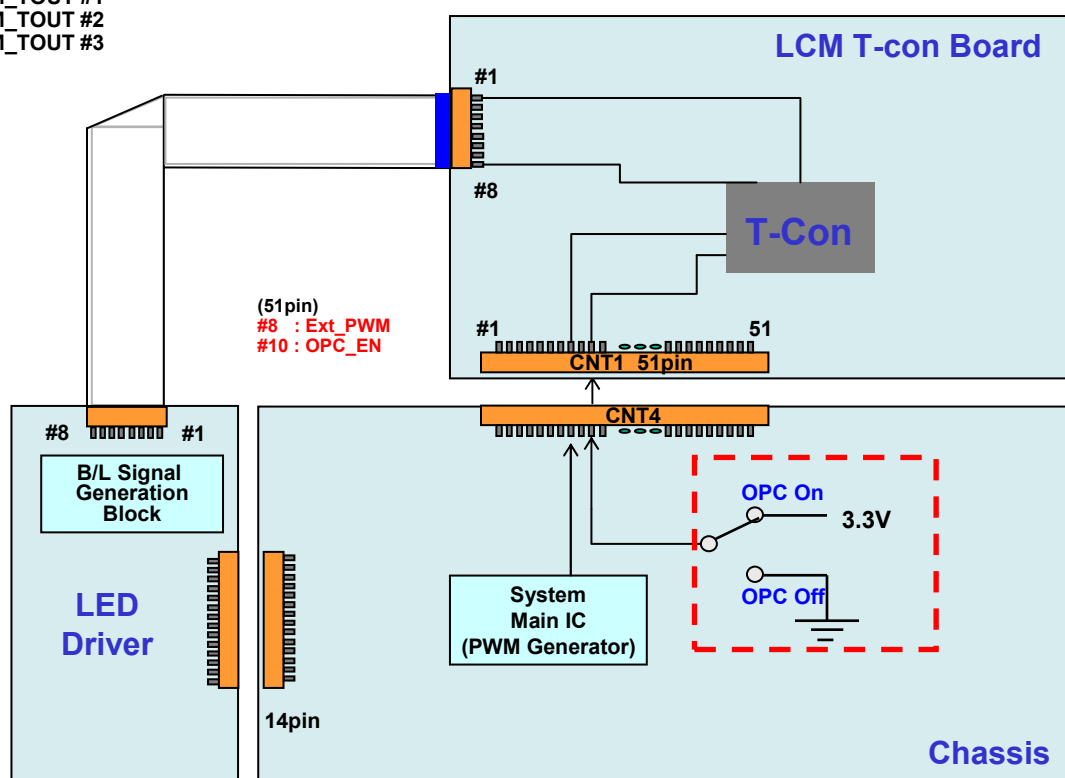 M_TOUT #2
M_TOUT #3
LCM T-con Board
#1
#8
T-Con
(51pin)
#8 : Ext_PWM
#10 : OPC_EN
#1
51
CNT1 51pin
CNT4
#8
#1
B/L Signal
Generation
Block
OPC On
3.3V
OPC Off
System
Main IC
(PWM Generator)
LED
Driver
14pin
Chassis